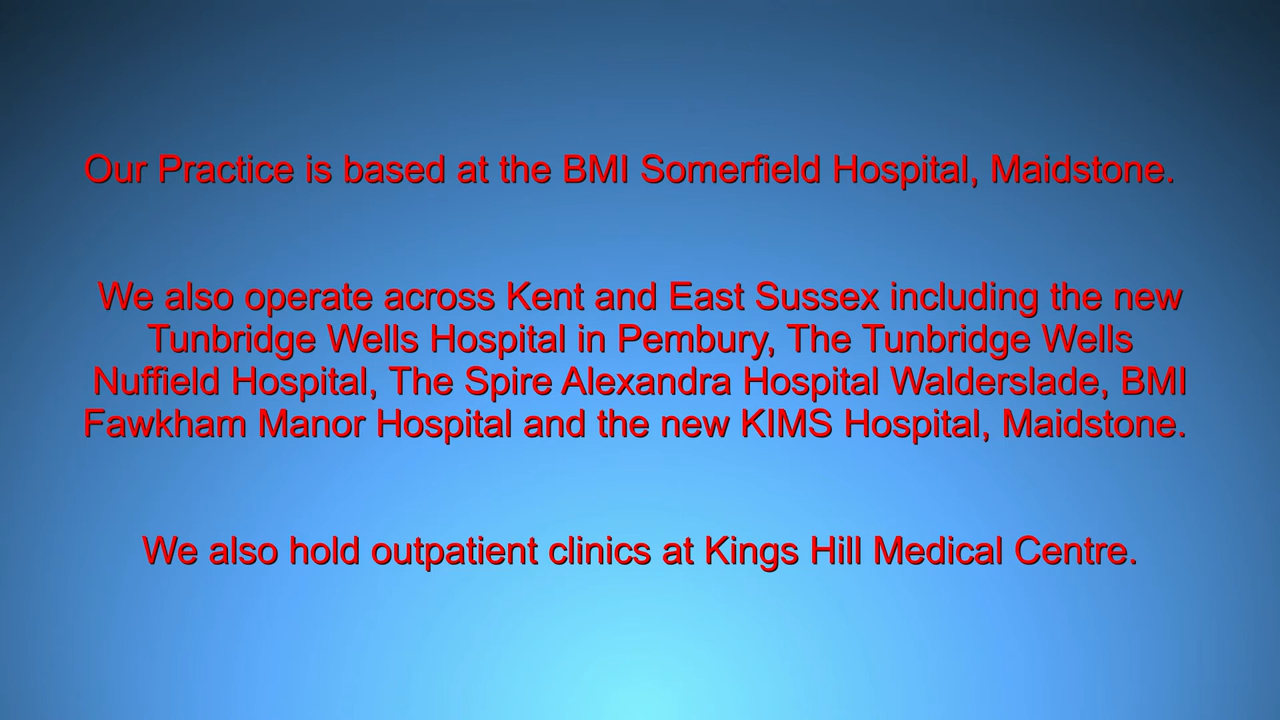 Our Practice is based at the BMI Somerfield Hospital, Maidstone.
We also operate across Kent and East Sussex including the new
Tunbridge Wells Hospital in Pembury, The Tunbridge Wells
Nuffield Hospital, The Spire Alexandra Hospital Walderslade, BMI
Fawkham Manor Hospital and the new KIMS Hospital, Maidstone.
We also hold outpatient clinics at Kings Hill Medical Centre.